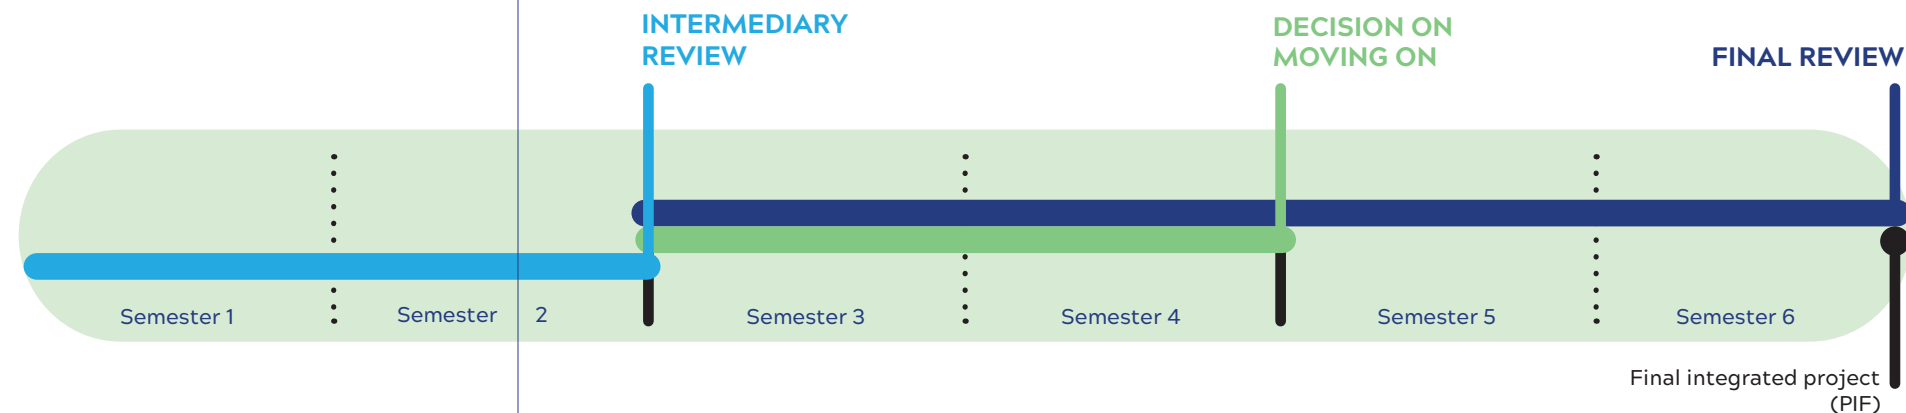 INTERMEDIARY
REVIEW
DECISION ON
MOVING ON
FINAL REVIEW
Semester 1
Semester 2
Semester 3
Semester 4
Semester 5
Semester 6
Final integrated project
(PIF)